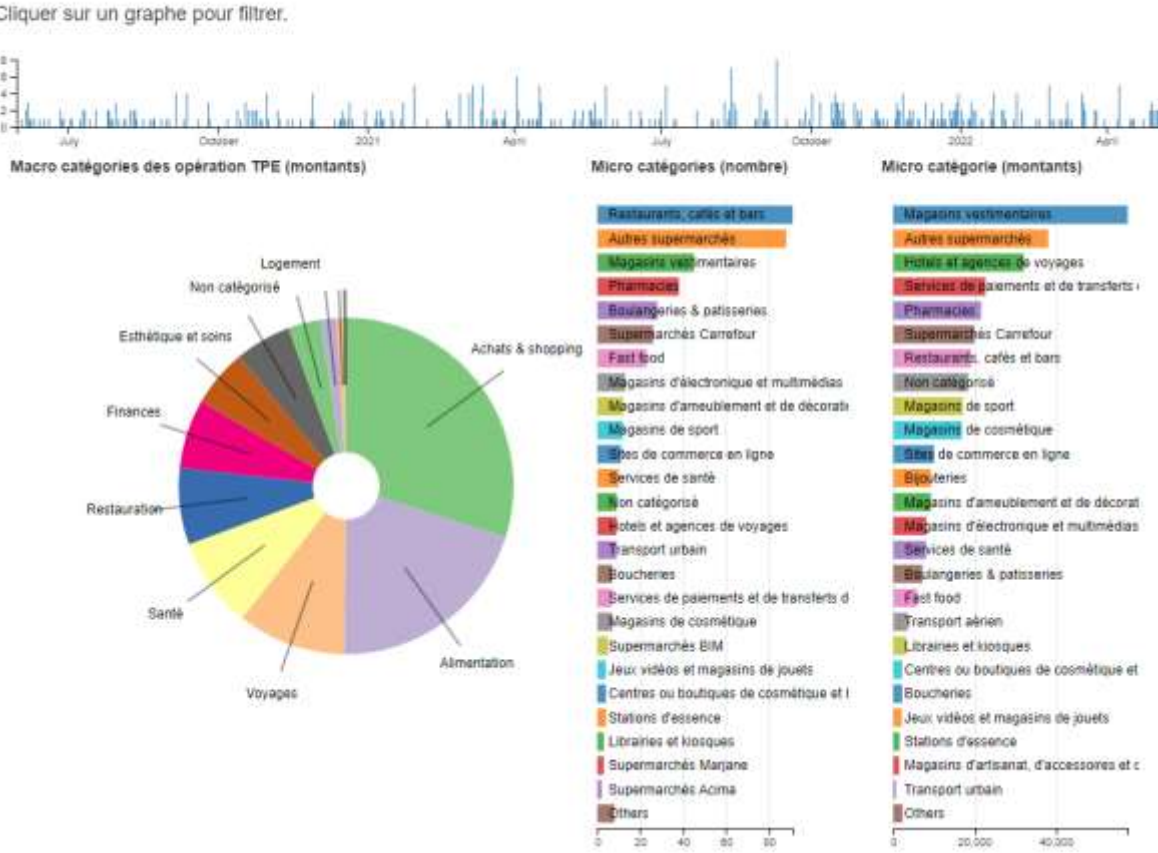 Cliquer sur un graphe pour filtrer.
8
6
4
2
0
July October 2021 April July October 2022 April
Macro catégories des opération TPE (montants)
Logement
Non catégorisé
Esthétique et soins
Finances
Restauration
Santé
Voyages
Alimentation
Achats & shopping
Micro catégories (nombre)
Restaurants, cafés et bars
Autres supermarchés
Magasins vestimentaires
Pharmacies
Boulangeries & patisseries
Supermarchés Carrefour
Fast food
Magasins d'électronique et multimédias
Magasins d'ameublement et de décorati
Magasins de sport
Sites de commerce en ligne
Services de santé
Non catégorisé
Hotels et agences de voyages
Transport urbain
Boucheries
Services de paiements et de transferts d
Magasins de cosmétique
Supermarchés BIM
Jeux vidéos et magasins de jouets
Centres ou boutiques de cosmétique et
Stations d'essence
Librairies et kiosques
Supermarchés Marjane
Supermarchés Acima
Others
0 20 40 60 80
Micro catégorie (montants)
Magasins vestimentaires
Autres supermarchés
Hotels et agences de voyages
Services de paiements et de transferts
Pharmacies
Supermarchés Carrefour
Restaurants, cafés et bars
Non catégorisé
Magasins de sport
Magasins de cosmétique
Sites de commerce en ligne
Bijouteries
Magasins d'ameublement et de décorat
Magasins d'électronique et multimédias
Services de santé
Boulangeries & patisseries
Fast food
Transport aérien
Librairies et kiosques
Centres ou boutiques de cosmétique et
Boucheries
Jeux vidéos et magasins de jouets
Stations d'essence
Magasins d'artisanat, d'accessoires et c
Transport urbain
Others
0 20,000 40,000